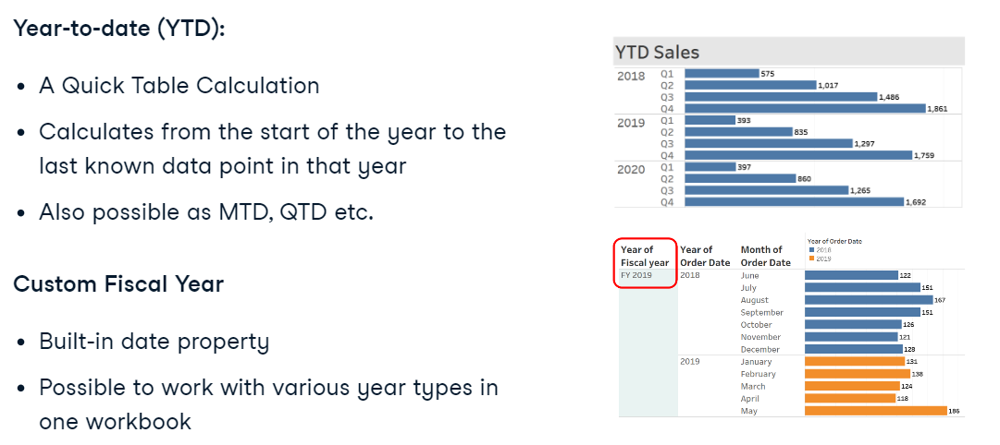 Year-to-date (YTD):
• A Quick Table Calculation
• Calculates from the start of the year to the
last known data point in that year
• Also possible as MTD, QTD etc.
Custom Fiscal Year
• Built-in date property
• Possible to work with various year types in
one workbook
YTD Sales
2018 Q1 575
Q2 1,017
Q3 1,486
Q4 1,861
2019 Q1 393
Q2 835
Q3 1,297
Q4 1,759
2020 Q1 397
Q2 860
Q3 1,265
Q4 1,692
Year of Order Date
2018
2019
Year of Year of Month of
Fiscal year Order Date Order Date
FY 2019 2018 June 122
July 151
August 167
September 151
October 126
November 121
December 128
2019 January 131
February 138
March 124
April 118
May 186